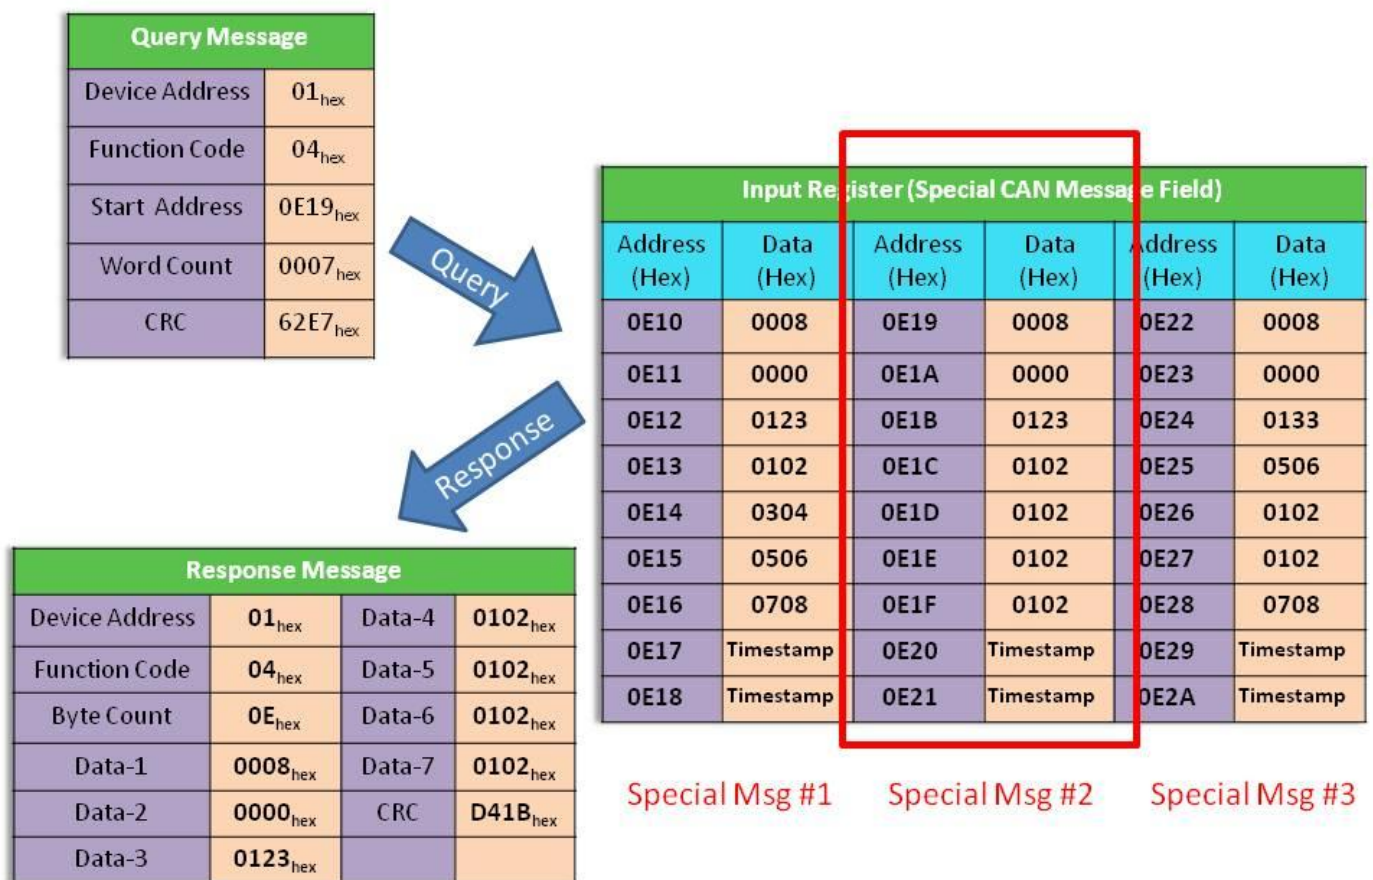 Query Message
Device Address 01hex
Function Code 04hex
Start Address 0E19hex
Word Count 0007hex
CRC 62E7hex
Query
Response
Input Register (Special CAN Message Field)
Address (Hex) Data (Hex) Address (Hex) Data (Hex) Address (Hex) Data (Hex)
0E10 0008 0E19 0008 0E22 0008
0E11 0000 0E1A 0000 0E23 0000
0E12 0123 0E1B 0123 0E24 0133
0E13 0102 0E1C 0102 0E25 0506
0E14 0304 0E1D 0102 0E26 0102
0E15 0506 0E1E 0102 0E27 0102
0E16 0708 0E1F 0102 0E28 0708
0E17 Timestamp 0E20 Timestamp 0E29 Timestamp
0E18 Timestamp 0E21 Timestamp 0E2A Timestamp
Special Msg #1 Special Msg #2 Special Msg #3
Response Message
Device Address 01hex Data-4 0102hex
Function Code 04hex Data-5 0102hex
Byte Count 0Ehex Data-6 0102hex
Data-1 0008hex Data-7 0102hex
Data-2 0000hex CRC D41Bhex
Data-3 0123hex